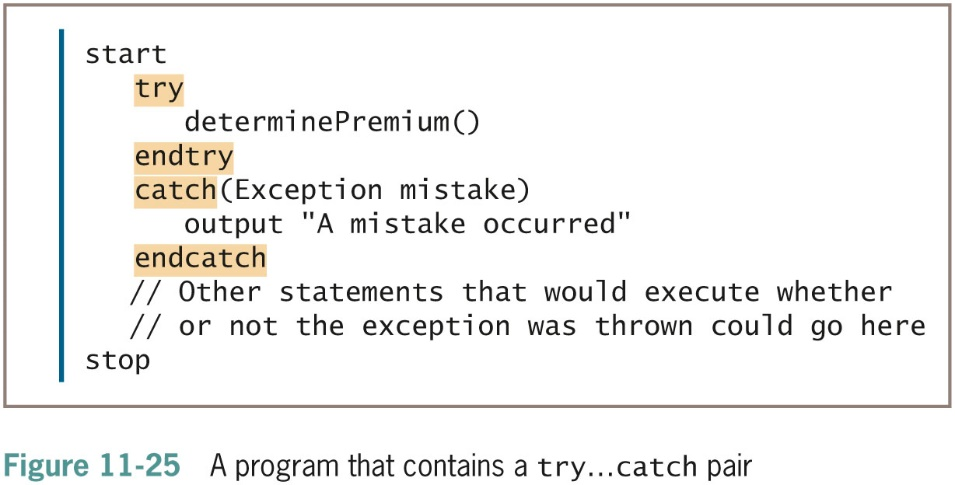 start
try
determinePremium()
endtry
catch(Exception mistake)
output "A mistake occurred"
endcatch
// Other statements that would execute whether
// or not the exception was thrown could go here
stop
Figure 11-25 A program that contains a try...catch pair